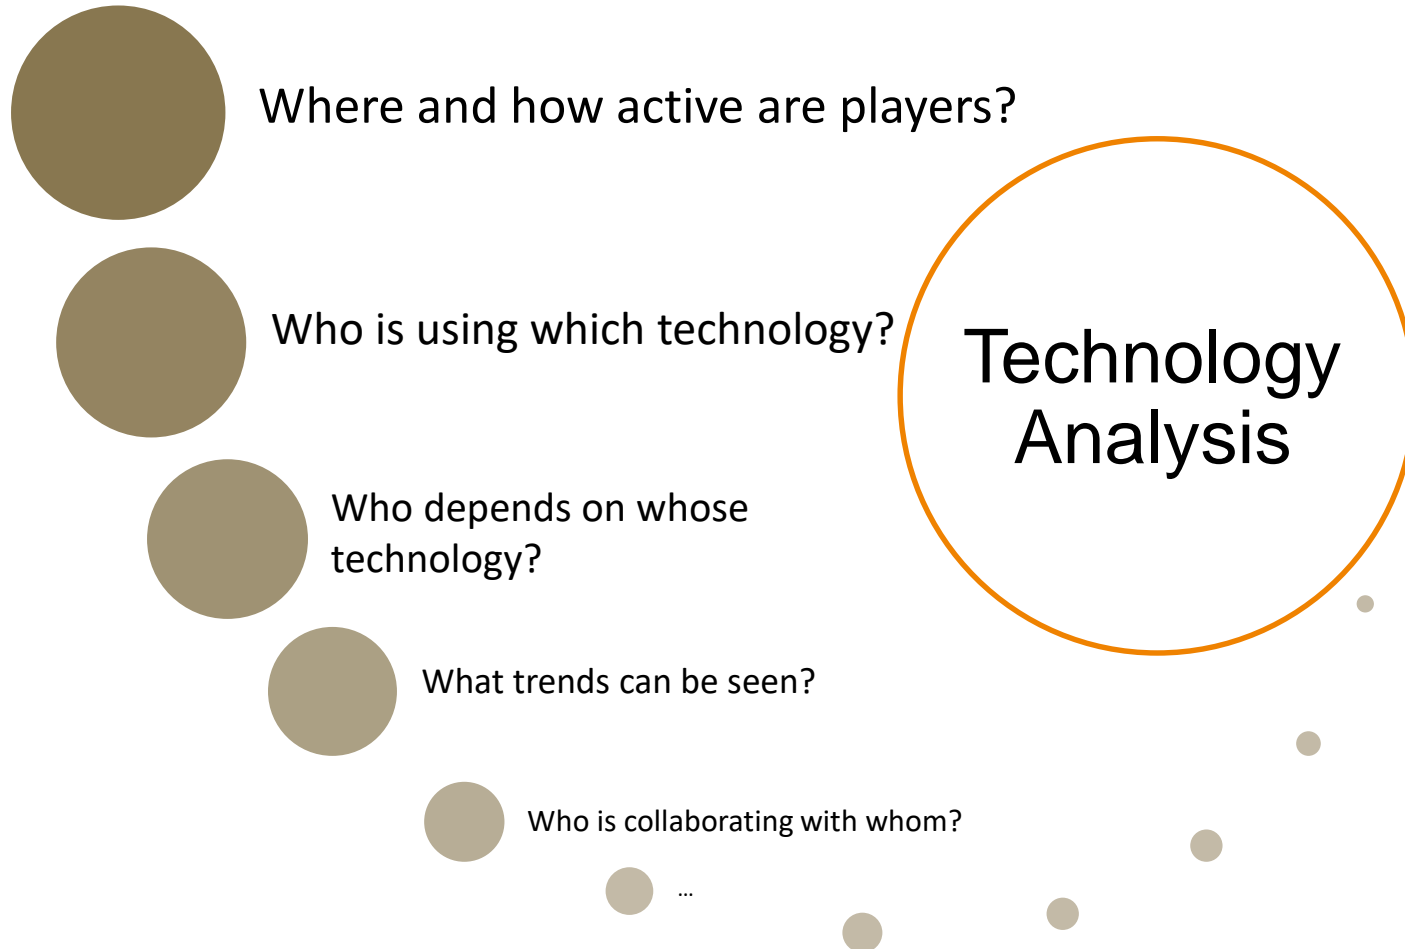 Where and how active are players?
Who is using which technology?
Technology
Analysis
Who depends on whose
technology?
What trends can be seen?
Who is collaborating with whom?
...